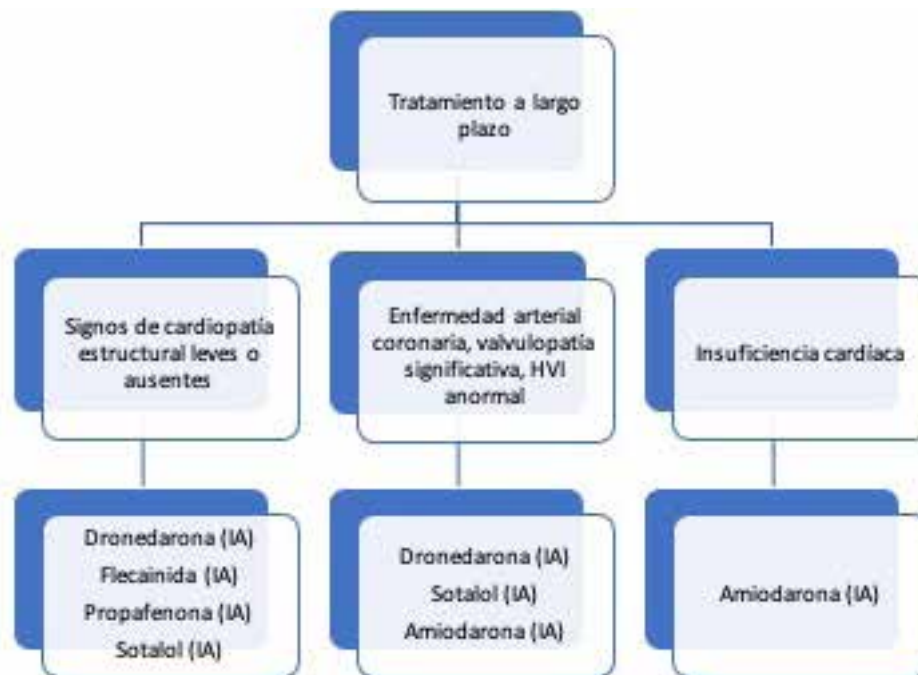 Tratamiento a largo
plazo
Signos de cardiopatía
estructural leves o
ausentes
Enfermedad arterial
coronaria, valvulopatía
significativa, HVI
anormal
Insuficiencia cardíaca
Dronedarona (IA)
Flecainida (IA)
Propafenona (IA)
Sotalol (IA)
Dronedarona (IA)
Sotalol (IA)
Amiodarona (IA)
Amiodarona (IA)